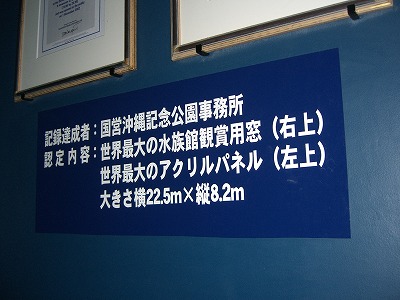 記録達成者：国営沖縄記念公園事務所
認定内容：世界最大の水族館観賞用窓（右上）
世界最大のアクリルパネル（左上）
大きさ横22.5m×縦8.2m